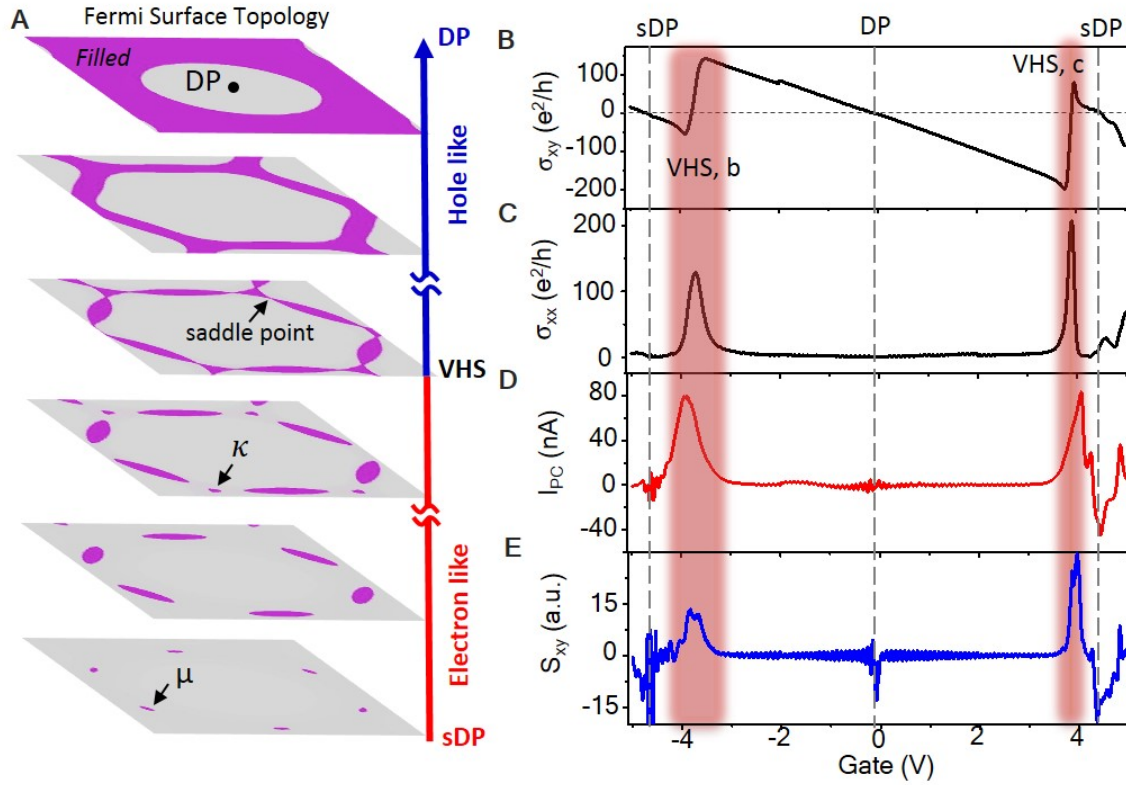 A
Fermi Surface Topology
Filled
DP
DP
Hole like
saddle point
VHS
κ
Electron like
μ
sDP
sDP
DP
sDP
B
σxy (e²/h)
100
0
-100
-200
VHS, b
VHS, c
C
σxx (e²/h)
200
100
0
D
IPC (nA)
80
40
0
-40
E
Sxy (a.u.)
15
0
-15
-4
-2
0
2
4
Gate (V)